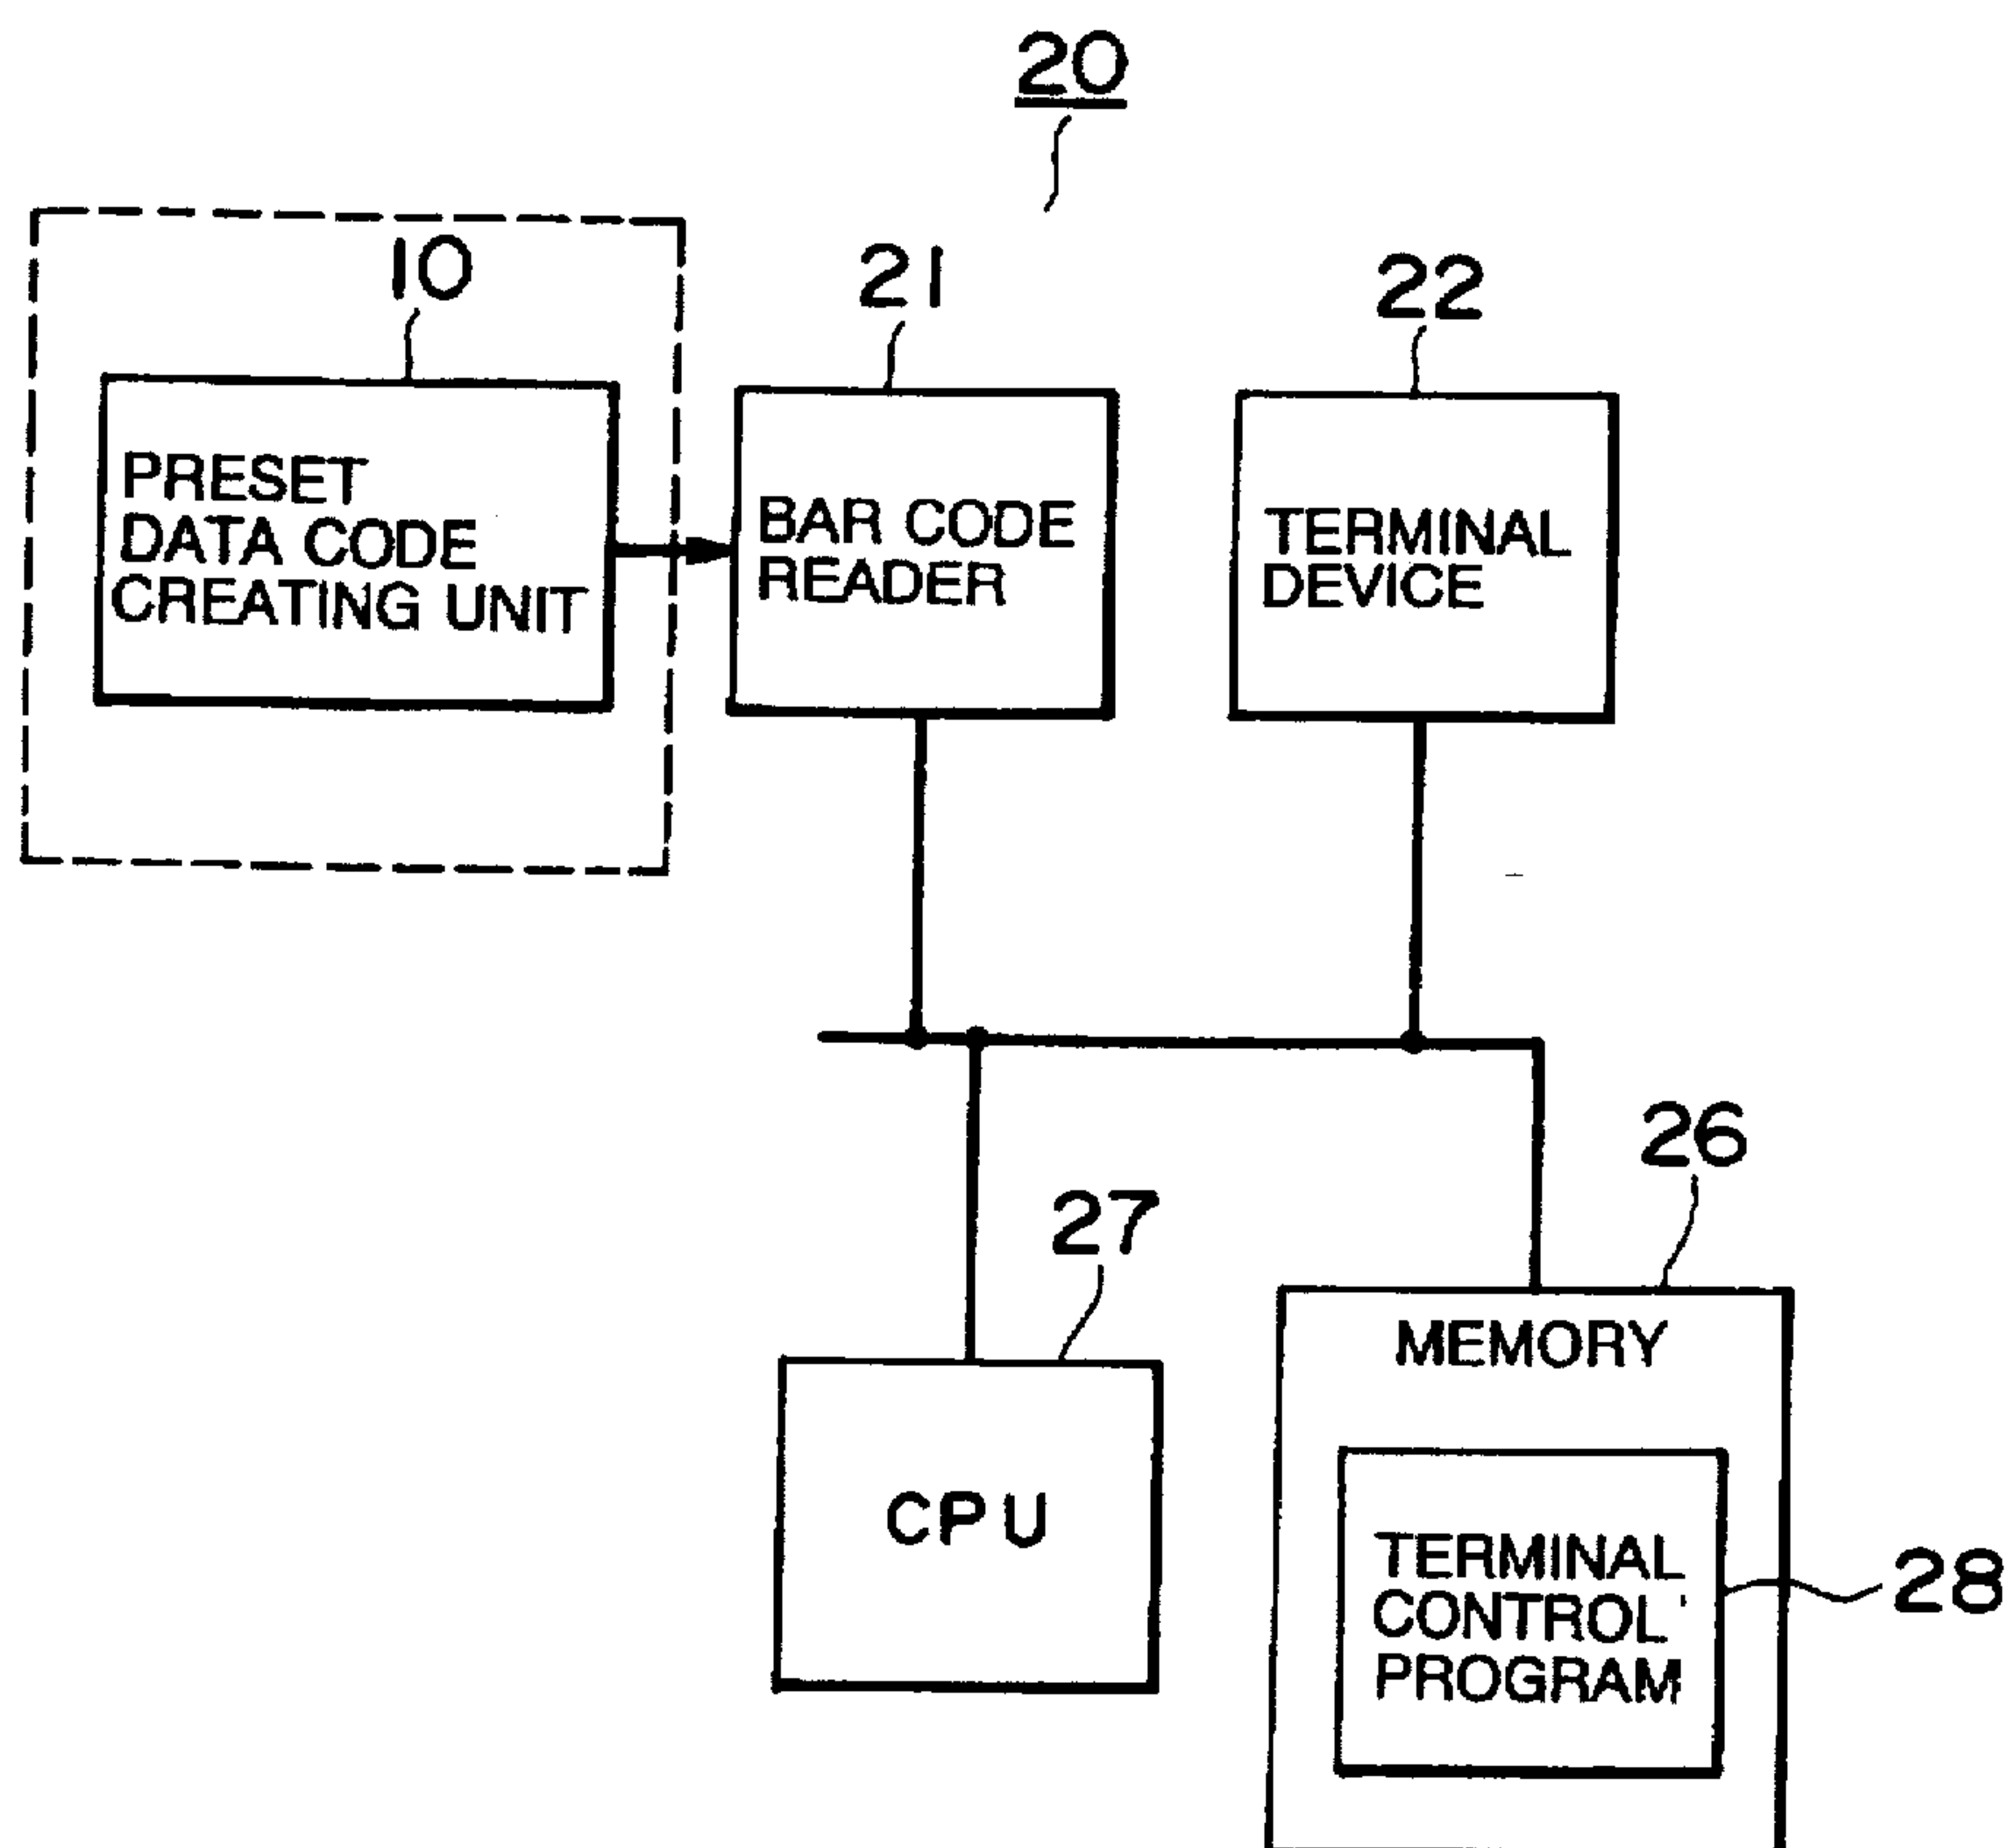 20
10
21
22
PRESET
DATA CODE
CREATING UNIT
BAR CODE
READER
TERMINAL
DEVICE
26
27
MEMORY
CPU
TERMINAL
CONTROL
PROGRAM
28